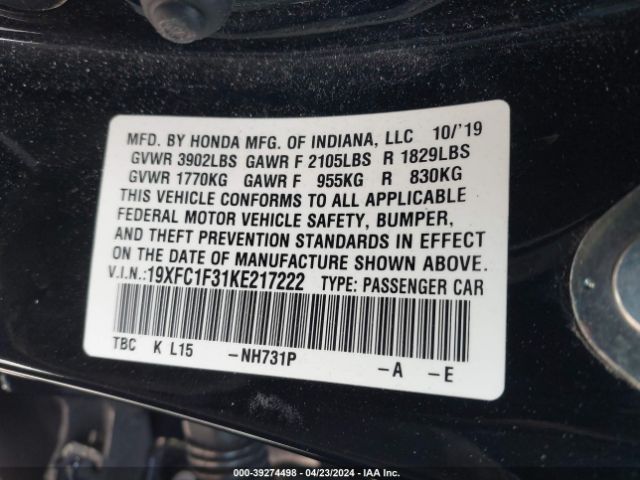 MFD. BY HONDA MFG. OF INDIANA, LLC 10/'19
GVWR 3902LBS GAWR F 2105LBS R 1829LBS
GVWR 1770KG GAWR F 955KG R 830KG
THIS VEHICLE CONFORMS TO ALL APPLICABLE
FEDERAL MOTOR VEHICLE SAFETY, BUMPER,
AND THEFT PREVENTION STANDARDS IN EFFECT
ON THE DATE OF MANUFACTURE SHOWN ABOVE.
V.I.N.:19XFC1F31KE217222 TYPE: PASSENGER CAR
TBC K L15 -NH731P -A -E
000-39274498 - 04/23/2024 - IAA Inc.